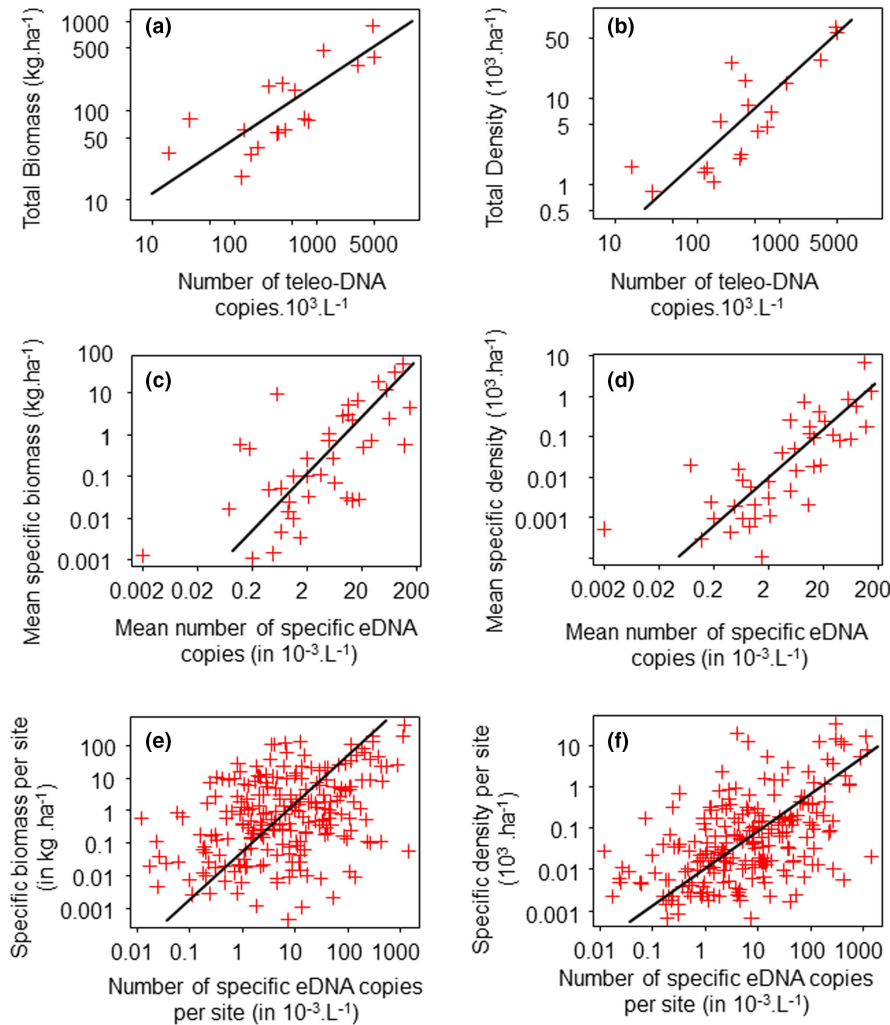 (a)
Total Biomass (kg.ha⁻¹)
1000
500
100
50
10
10 100 1000 5000
Number of teleo-DNA
copies.10³.L⁻¹
(b)
Total Density (10³.ha⁻¹)
50
10
5
1
0.5
10 100 1000 5000
Number of teleo-DNA
copies.10³.L⁻¹
(c)
Mean specific biomass (kg.ha⁻¹)
100
10
1
0.1
0.01
0.001
0.002 0.02 0.2 2 20 200
Mean number of specific eDNA
copies (in 10⁻³.L⁻¹)
(d)
Mean specific density (10³.ha⁻¹)
10
1
0.1
0.01
0.001
0.002 0.02 0.2 2 20 200
Mean number of specific eDNA
copies (in 10⁻³.L⁻¹)
(e)
Specific biomass per site
(in kg .ha⁻¹)
100
10
1
0.1
0.01
0.001
0.01 0.1 1 10 100 1000
Number of specific eDNA copies
per site (in 10⁻³.L⁻¹)
(f)
Specific density per site
(10³ .ha⁻¹)
10
1
0.1
0.01
0.001
0.01 0.1 1 10 100 1000
Number of specific eDNA copies
per site (in 10⁻³.L⁻¹)